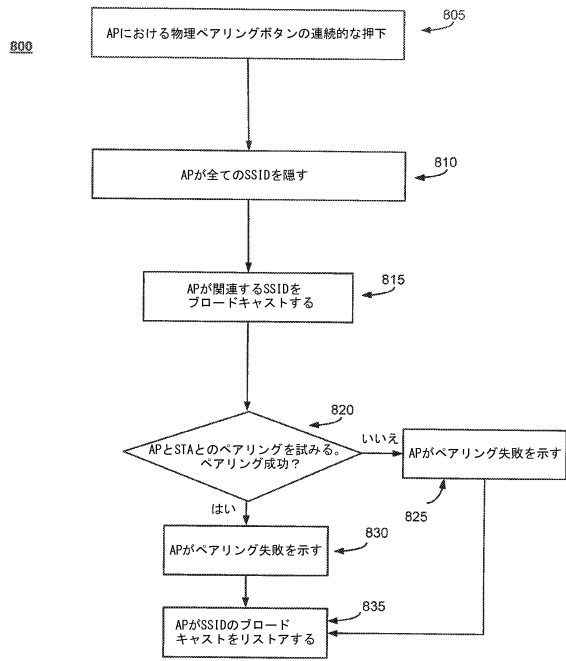 800
APにおける物理ペアリングボタンの連続的な押下
805
APが全てのSSIDを隠す
810
APが関連するSSIDを
ブロードキャストする
815
820
APとSTAとのペアリングを試みる。
ペアリング成功？
いいえ
APがペアリング失敗を示す
825
はい
APがペアリング失敗を示す
830
APがSSIDのブロード
キャストをリストアする
835